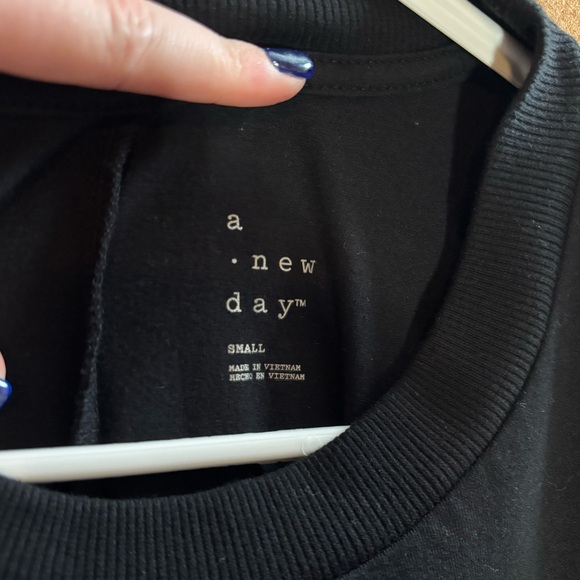 a
· new
day™
SMALL
MADE IN VIETNAM
HECHO EN VIETNAM